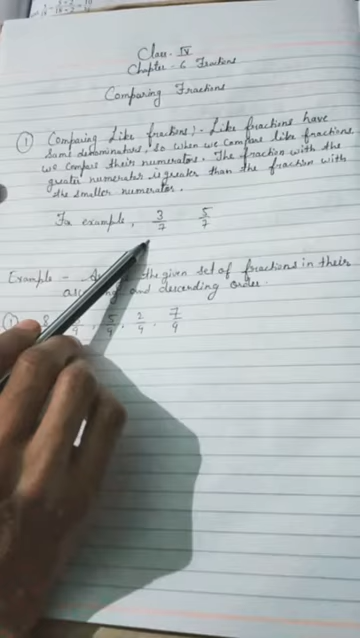 Class - IV
Chapter - 6 Fractions
Comparing Fractions
① Comparing Like fractions :- Like fractions have
same denominators, so when we compare like fractions
we compare their numerators. The fraction with the
greater numerator is greater than the fraction with
the smaller numerator.
For example, 3/7 5/7
Example - the given set of fractions in their
and descending order.
① 8 /9, 5/9, 2/9, 7/9